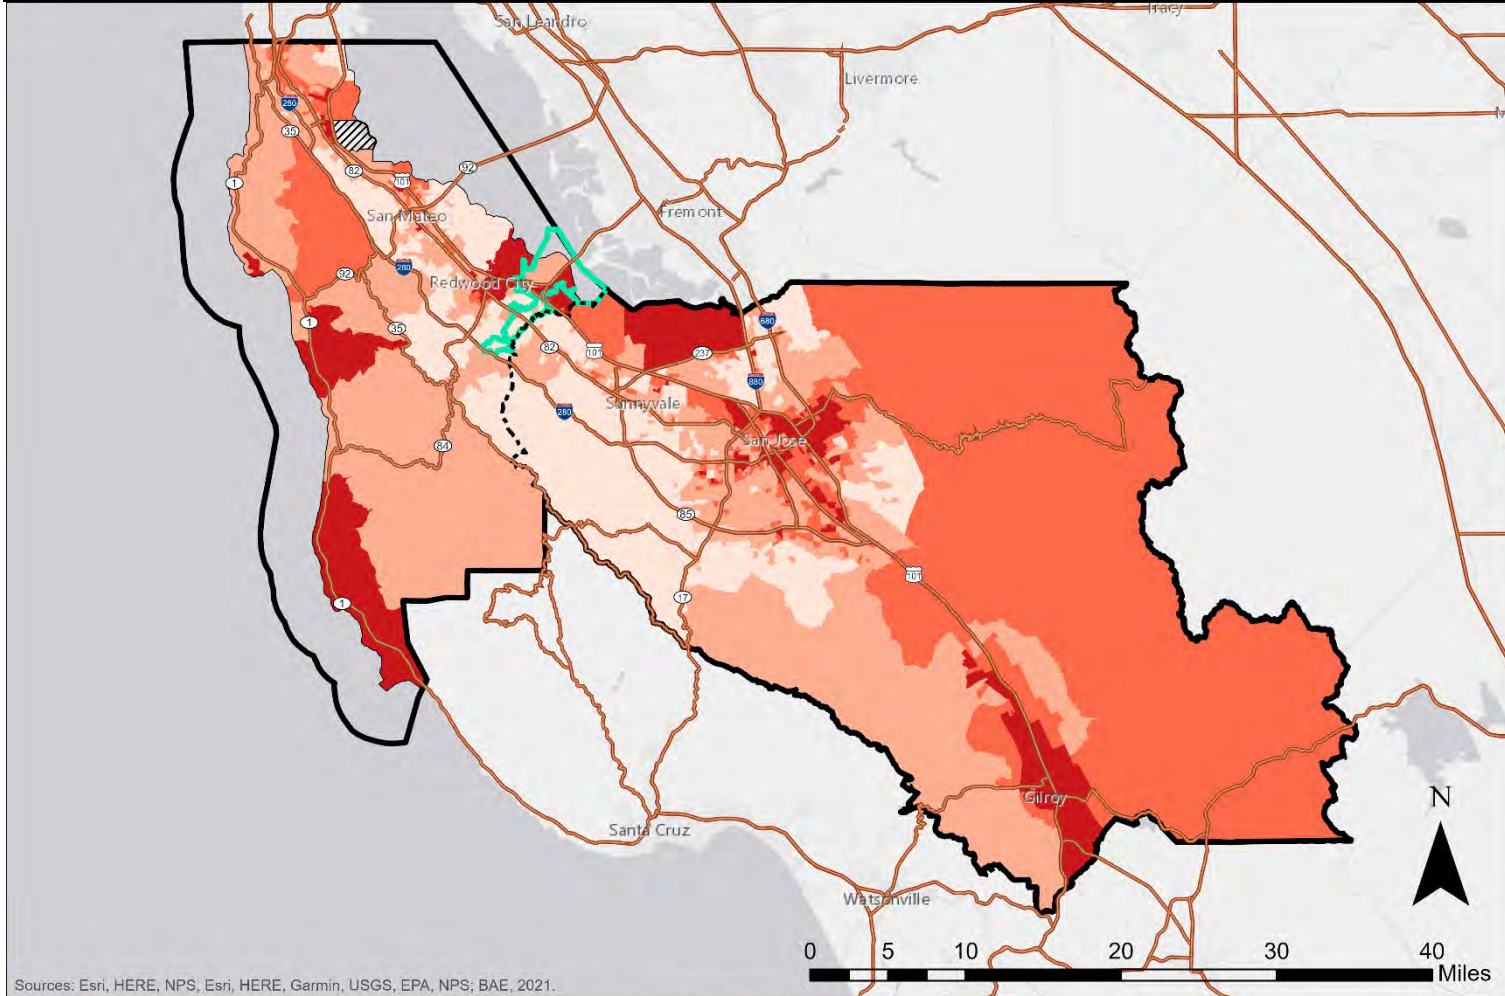 San Leandro
Tracy
Livermore
280
35
82
101
92
1
San Mateo
Fremont
280
92
Redwood City
1
35
82
101
237
680
880
280
Sunnyvale
84
San Jose
85
101
1
17
N
Gilroy
Santa Cruz
Watsonville
0 5 10 20 30 40
Miles
Sources: Esri, HERE, NPS, Esri, HERE, Garmin, USGS, EPA, NPS; BAE, 2021.